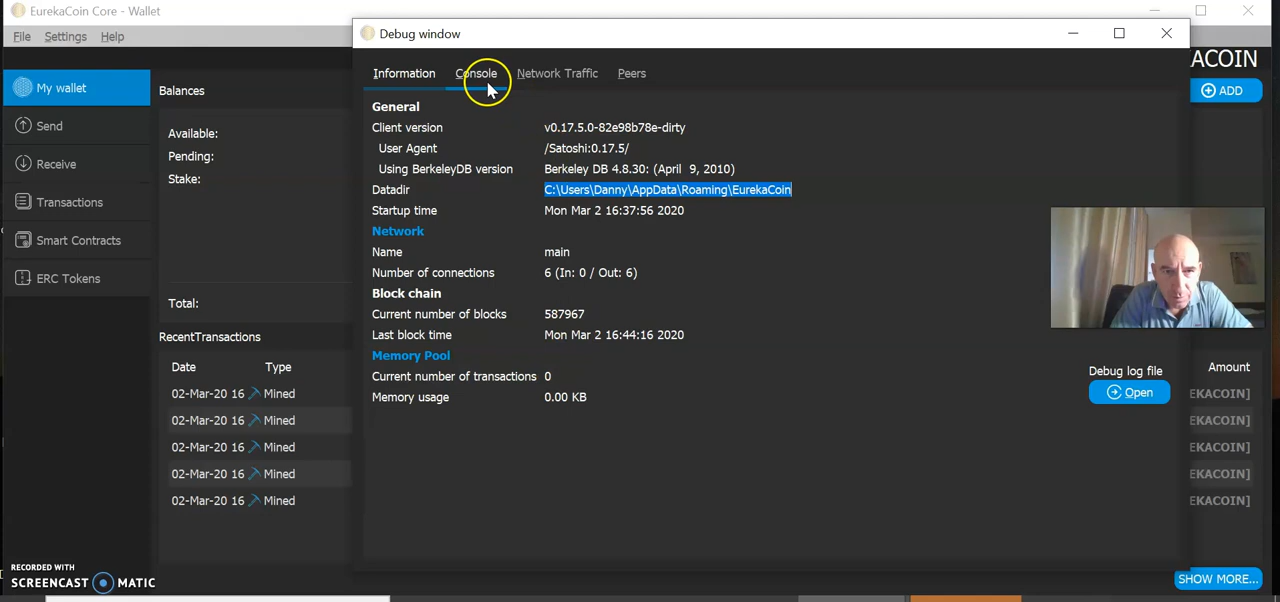 EurekaCoin Core - Wallet
File Settings Help
Debug window
ACOIN
Information Console Network Traffic Peers
My wallet
Balances
ADD
General
Client version v0.17.5.0-82e98b78e-dirty
Send
Available:
User Agent /Satoshi:0.17.5/
Pending:
Receive
Using BerkeleyDB version Berkeley DB 4.8.30: (April 9, 2010)
Stake:
Datadir C:\Users\Danny\AppData\Roaming\EurekaCoin
Transactions
Startup time Mon Mar 2 16:37:56 2020
Network
Smart Contracts
Name main
ERC Tokens
Number of connections 6 (In: 0 / Out: 6)
Block chain
Total:
Current number of blocks 587967
RecentTransactions
Last block time Mon Mar 2 16:44:16 2020
Memory Pool
Date Type
Debug log file
Amount
Current number of transactions 0
02-Mar-20 16 Mined
Memory usage 0.00 KB
Open
EKACOIN]
02-Mar-20 16 Mined
EKACOIN]
02-Mar-20 16 Mined
EKACOIN]
02-Mar-20 16 Mined
EKACOIN]
02-Mar-20 16 Mined
EKACOIN]
RECORDED WITH
SCREENCAST MATIC
SHOW MORE...